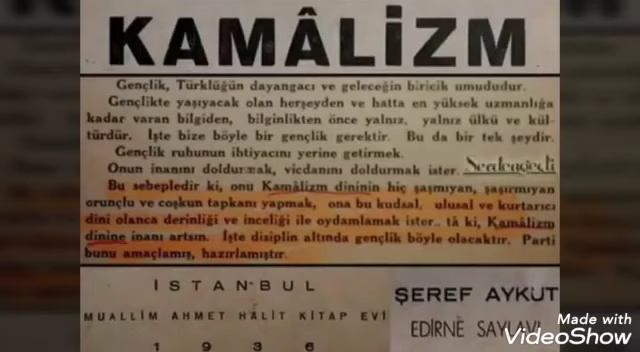 KAMÂLİZM
Gençlik, Türklüğün dayangacı ve geleceğin biricik umududur.
Gençlikte yaşıyacak olan herşeyden ve hatta en yüksek uzmanlığa
kadar varan bilgiden, bilginlikten önce yalnız, yalnız ülkü ve kül-
türdür. İşte bize böyle bir gençlik gerektir. Bu da bir tek şeydir.
Gençlik ruhunun ihtiyacını yerine getirmek.
Onun inanını doldurmak, vicdanını doldurmak ister. Serdengeçti
Bu sebepledir ki, onu Kamâlizm dininin hiç şaşmıyan, şaşırmıyan
orunçlu ve coşkun tapkanı yapmak, ona bu kudsal, ulusal ve kurtarıcı
dini olanca derinliği ve inceliği ile oydamlamak ister.. tâ ki, Kamâlizm
dinine inanı artsın. İşte disiplin altında gençlik böyle olacaktır. Parti
bunu amaçlamış, hazırlamıştır.
İSTANBUL
MUALLİM AHMET HALİT KİTAP EVİ
1936
ŞEREF AYKUT
EDİRNE SAYLAVI
Made with
VideoShow